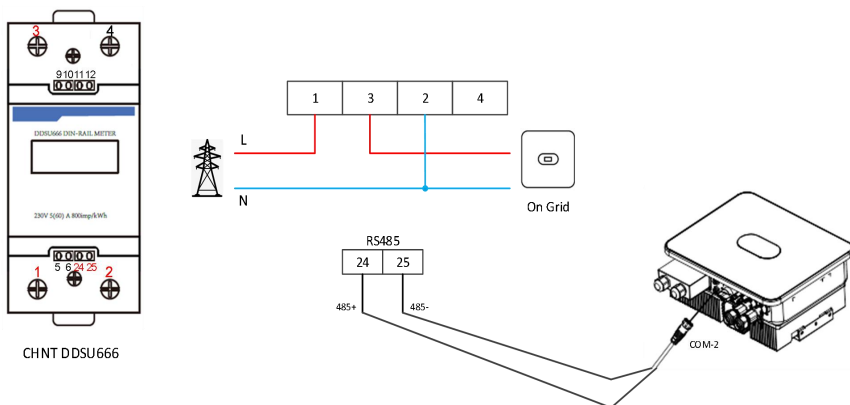 3 4
9 10 11 12
DDSU666 DIN-RAIL METER
230V 5(60) A 800imp/kWh
5 6 24 25
1 2
CHNT DDSU666
1 3 2 4
L
N
On Grid
RS485
24 25
485+ 485-
COM-2